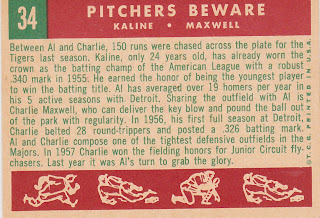 34
PITCHERS BEWARE
KALINE • MAXWELL
Between Al and Charlie, 150 runs were chased across the plate for the
Tigers last season. Kaline, only 24 years old, has already worn the
crown as the batting champ of the American League with a robust
.340 mark in 1955. He earned the honor of being the youngest player
to win the batting title. Al has averaged over 19 homers per year in
his 5 active seasons with Detroit. Sharing the outfield with Al is
Charlie Maxwell, who can deliver the key blow and pound the ball out
of the park with regularity. In 1956, his first full season at Detroit,
Charlie belted 28 round-trippers and posted a .326 batting mark.
Al and Charlie compose one of the tightest defensive outfields in the
Majors. In 1957 Charlie won the fielding honors for Junior Circuit fly-
chasers. Last year it was Al's turn to grab the glory.
©T.C.G. PRINTED IN U.S.A.